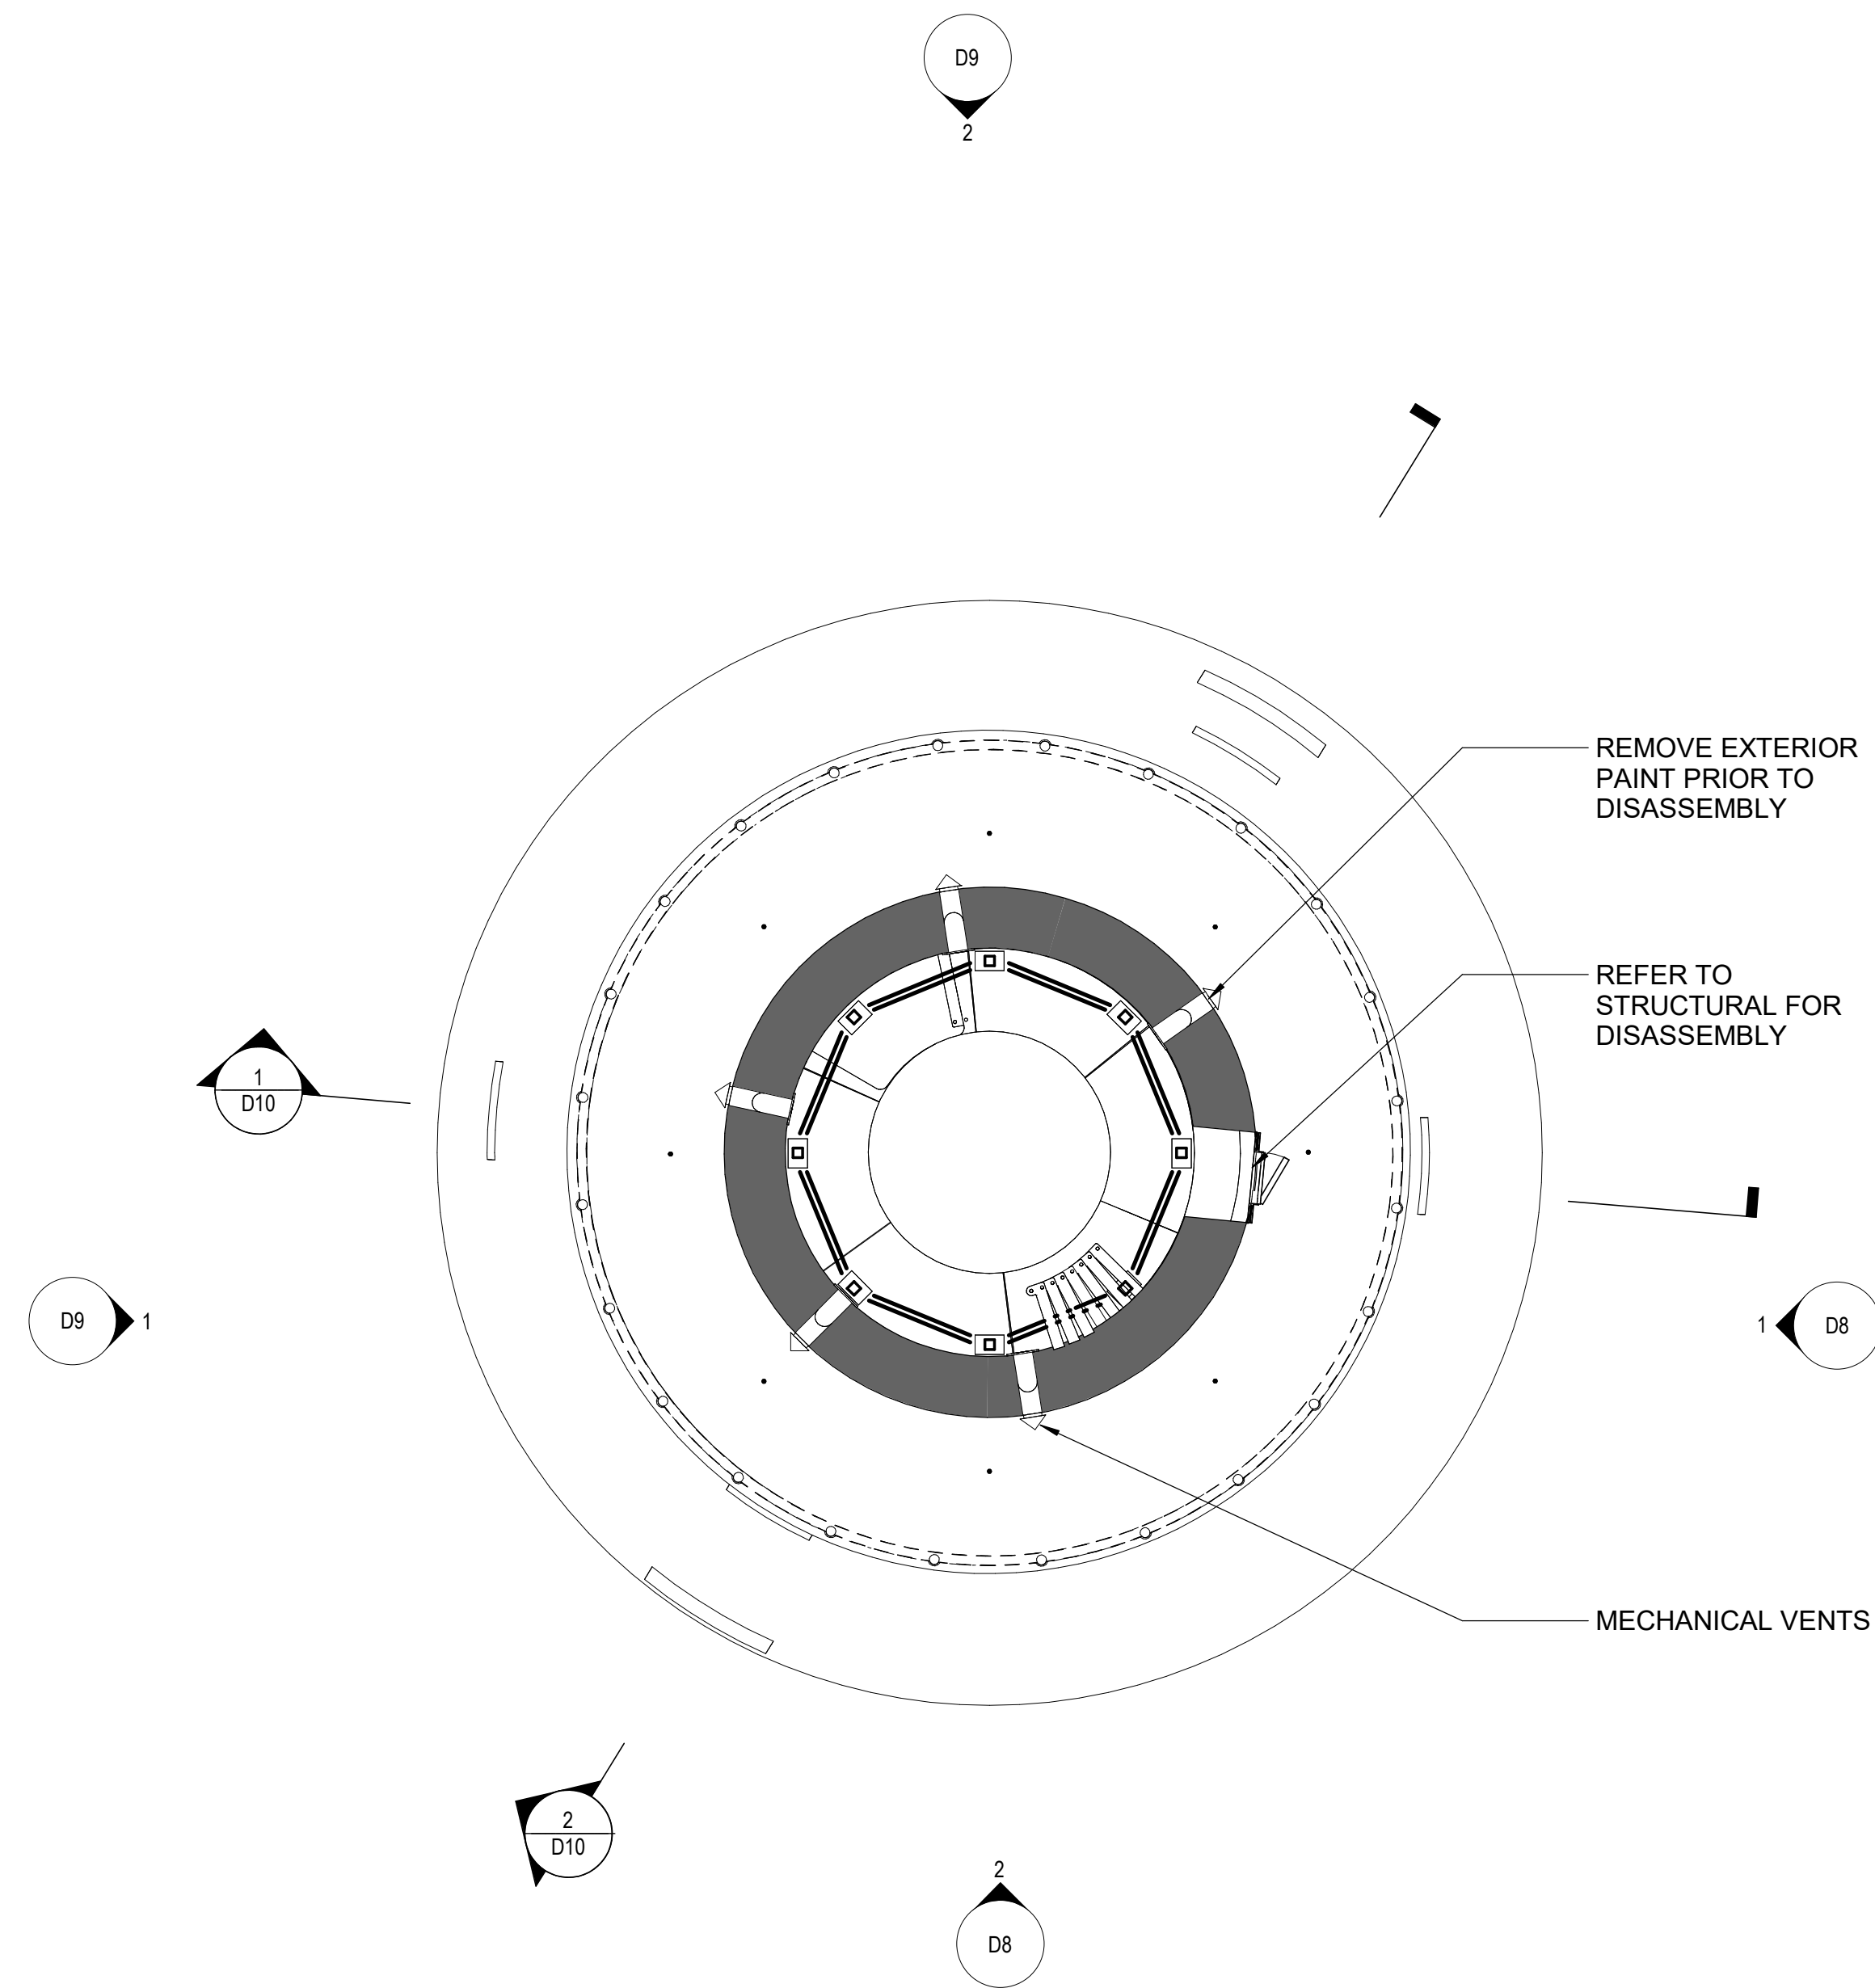 D9
2
REMOVE EXTERIOR
PAINT PRIOR TO
DISASSEMBLY
REFER TO
STRUCTURAL FOR
DISASSEMBLY
1
D10
D9 1
1 D8
MECHANICAL VENTS
2
D10
2
D8